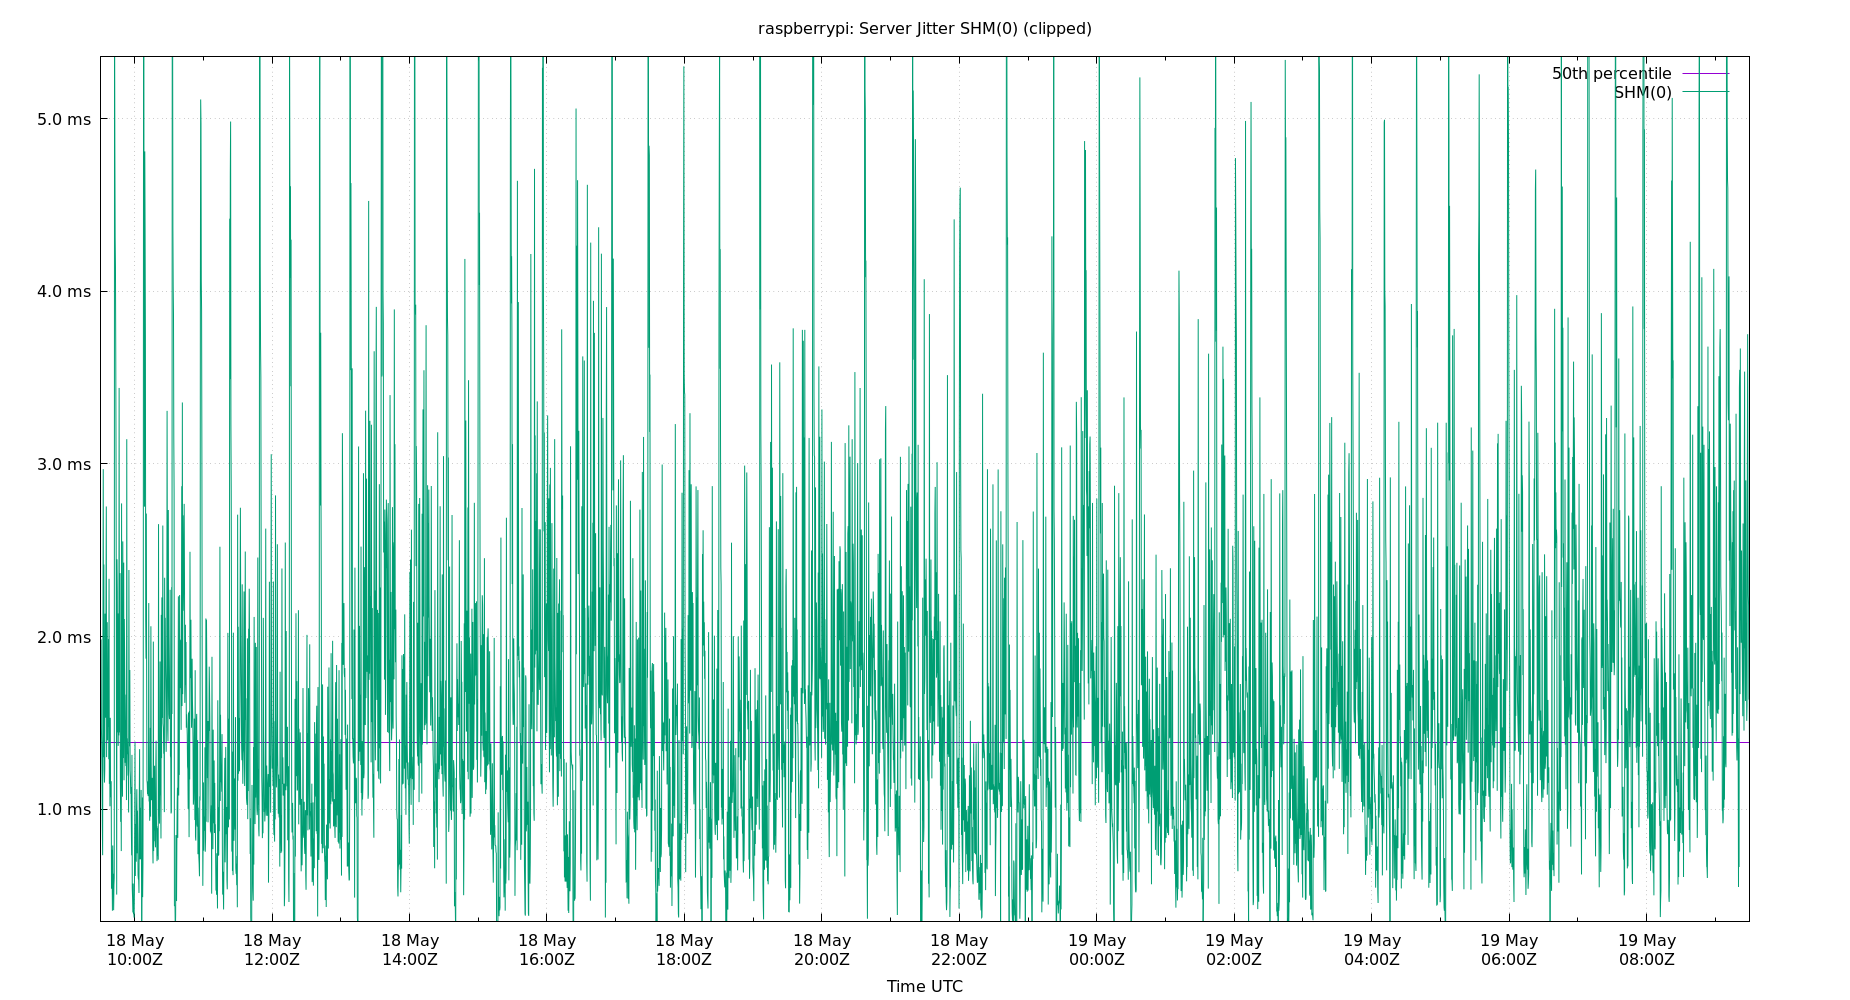 raspberrypi: Server Jitter SHM(0) (clipped)
50th percentile
SHM(0)
5.0 ms
4.0 ms
3.0 ms
2.0 ms
1.0 ms
18 May 18 May 18 May 18 May 18 May 18 May 18 May 19 May 19 May 19 May 19 May 19 May
10:00Z 12:00Z 14:00Z 16:00Z 18:00Z 20:00Z 22:00Z 00:00Z 02:00Z 04:00Z 06:00Z 08:00Z
Time UTC